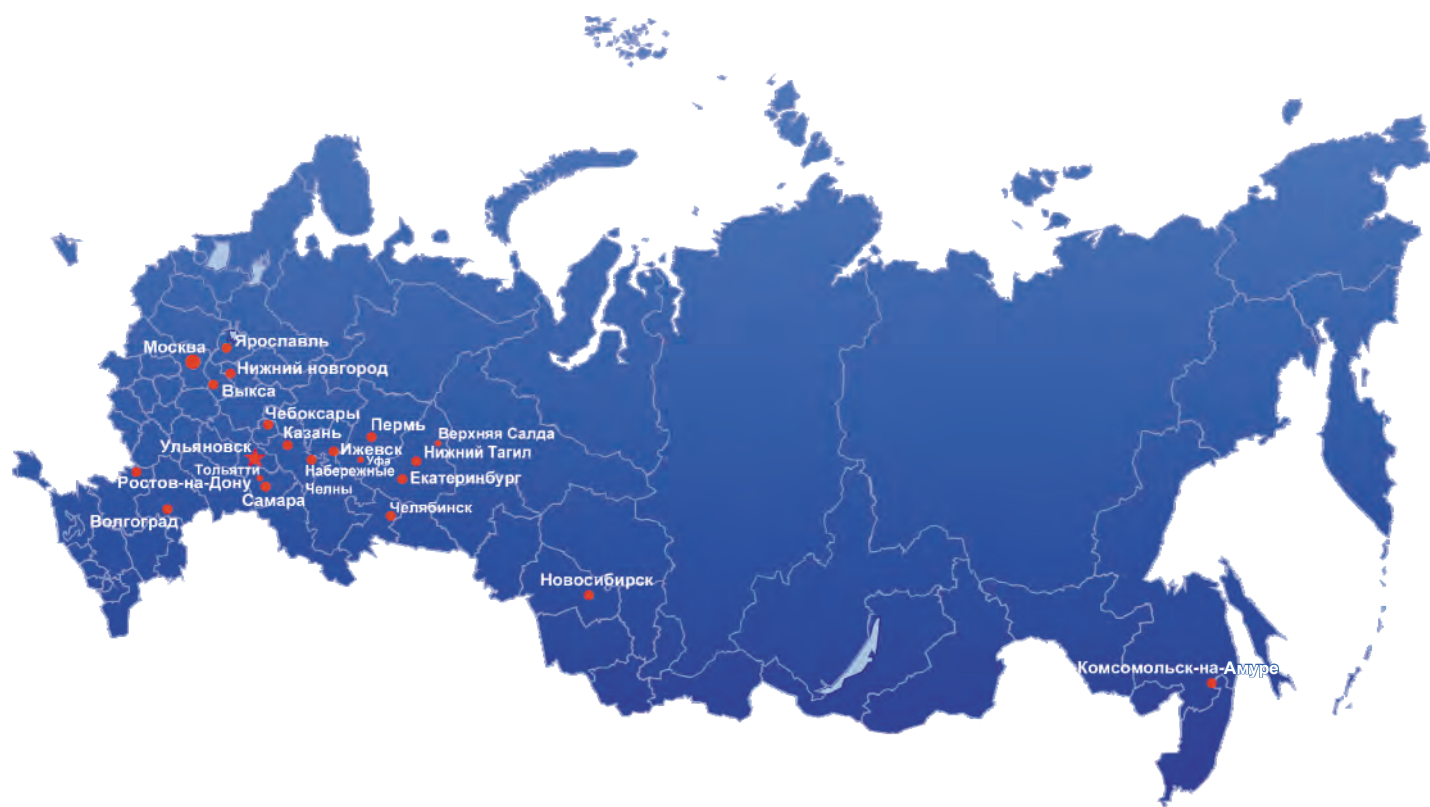 Ярославль
Москва
Нижний новгород
Выкса
Чебоксары
Пермь
Казань
Верхняя Салда
Ульяновск
Ижевск
Нижний Тагил
Уфа
Тольятти
Набережные
Челны
Ростов-на-Дону
Екатеринбург
Самара
Челябинск
Волгоград
Новосибирск
Комсомольск-на-Амуре